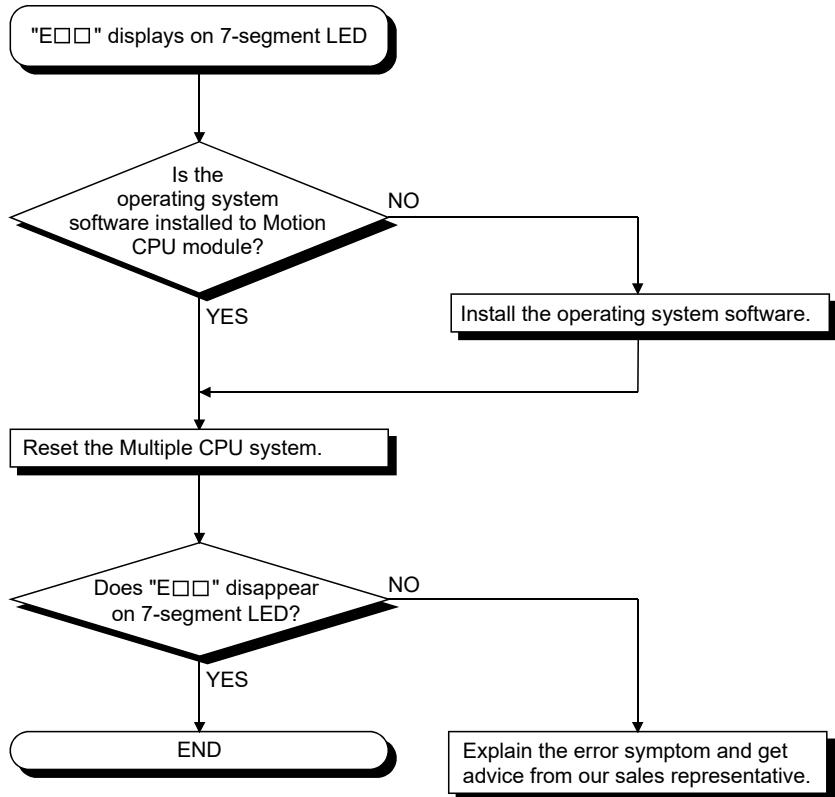 "E□□" displays on 7-segment LED
Is the
operating system
software installed to Motion
CPU module?
NO
YES
Install the operating system software.
Reset the Multiple CPU system.
Does "E□□" disappear
on 7-segment LED?
NO
YES
END
Explain the error symptom and get
advice from our sales representative.